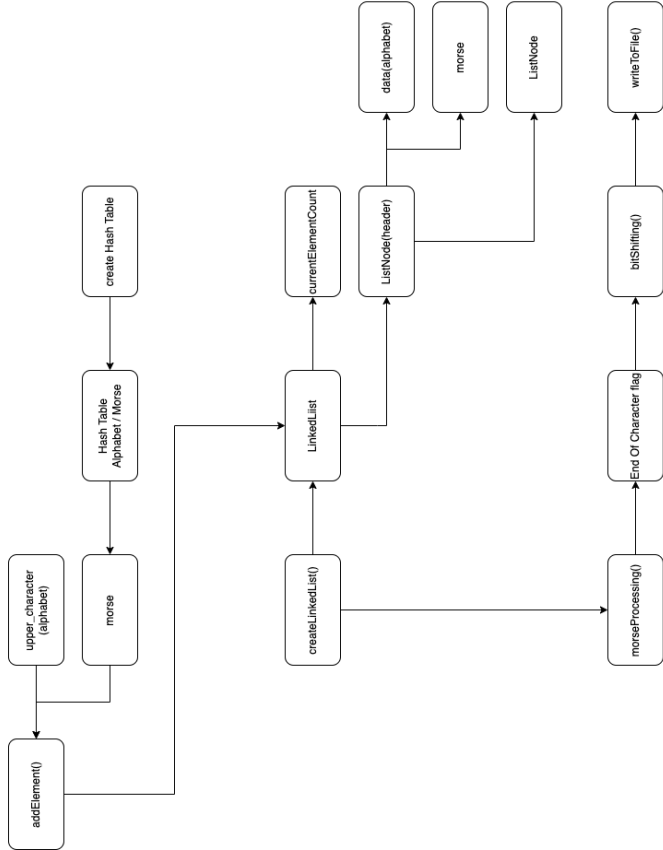 addElement()
upper_character
(alphabet)
morse
Hash Table
Alphabet / Morse
create Hash Table
createLinkedList()
LinkedLiist
currentElementCount
ListNode(header)
data(alphabet)
morse
ListNode
morseProcessing()
End Of Character flag
bitShifting()
writeToFile()